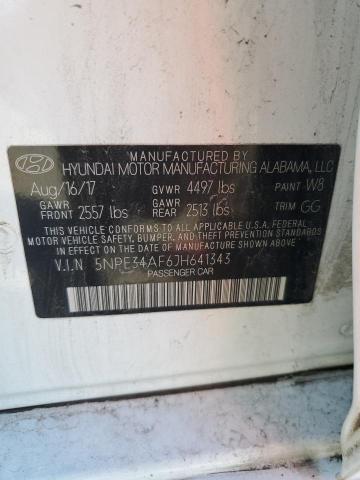 MANUFACTURED BY
HYUNDAI MOTOR MANUFACTURING ALABAMA, LLC
Aug/16/17 GVWR 4497 lbs PAINT W8
GAWR FRONT 2557 lbs GAWR REAR 2513 lbs TRIM GG
THIS VEHICLE CONFORMS TO ALL APPLICABLE U.S.A. FEDERAL
MOTOR VEHICLE SAFETY, BUMPER, AND THEFT PREVENTION
STANDARDS IN EFFECT ON THE DATE OF MANUFACTURE SHOWN ABOVE.
V.I.N 5NPE34AF6JH641343
PASSENGER CAR